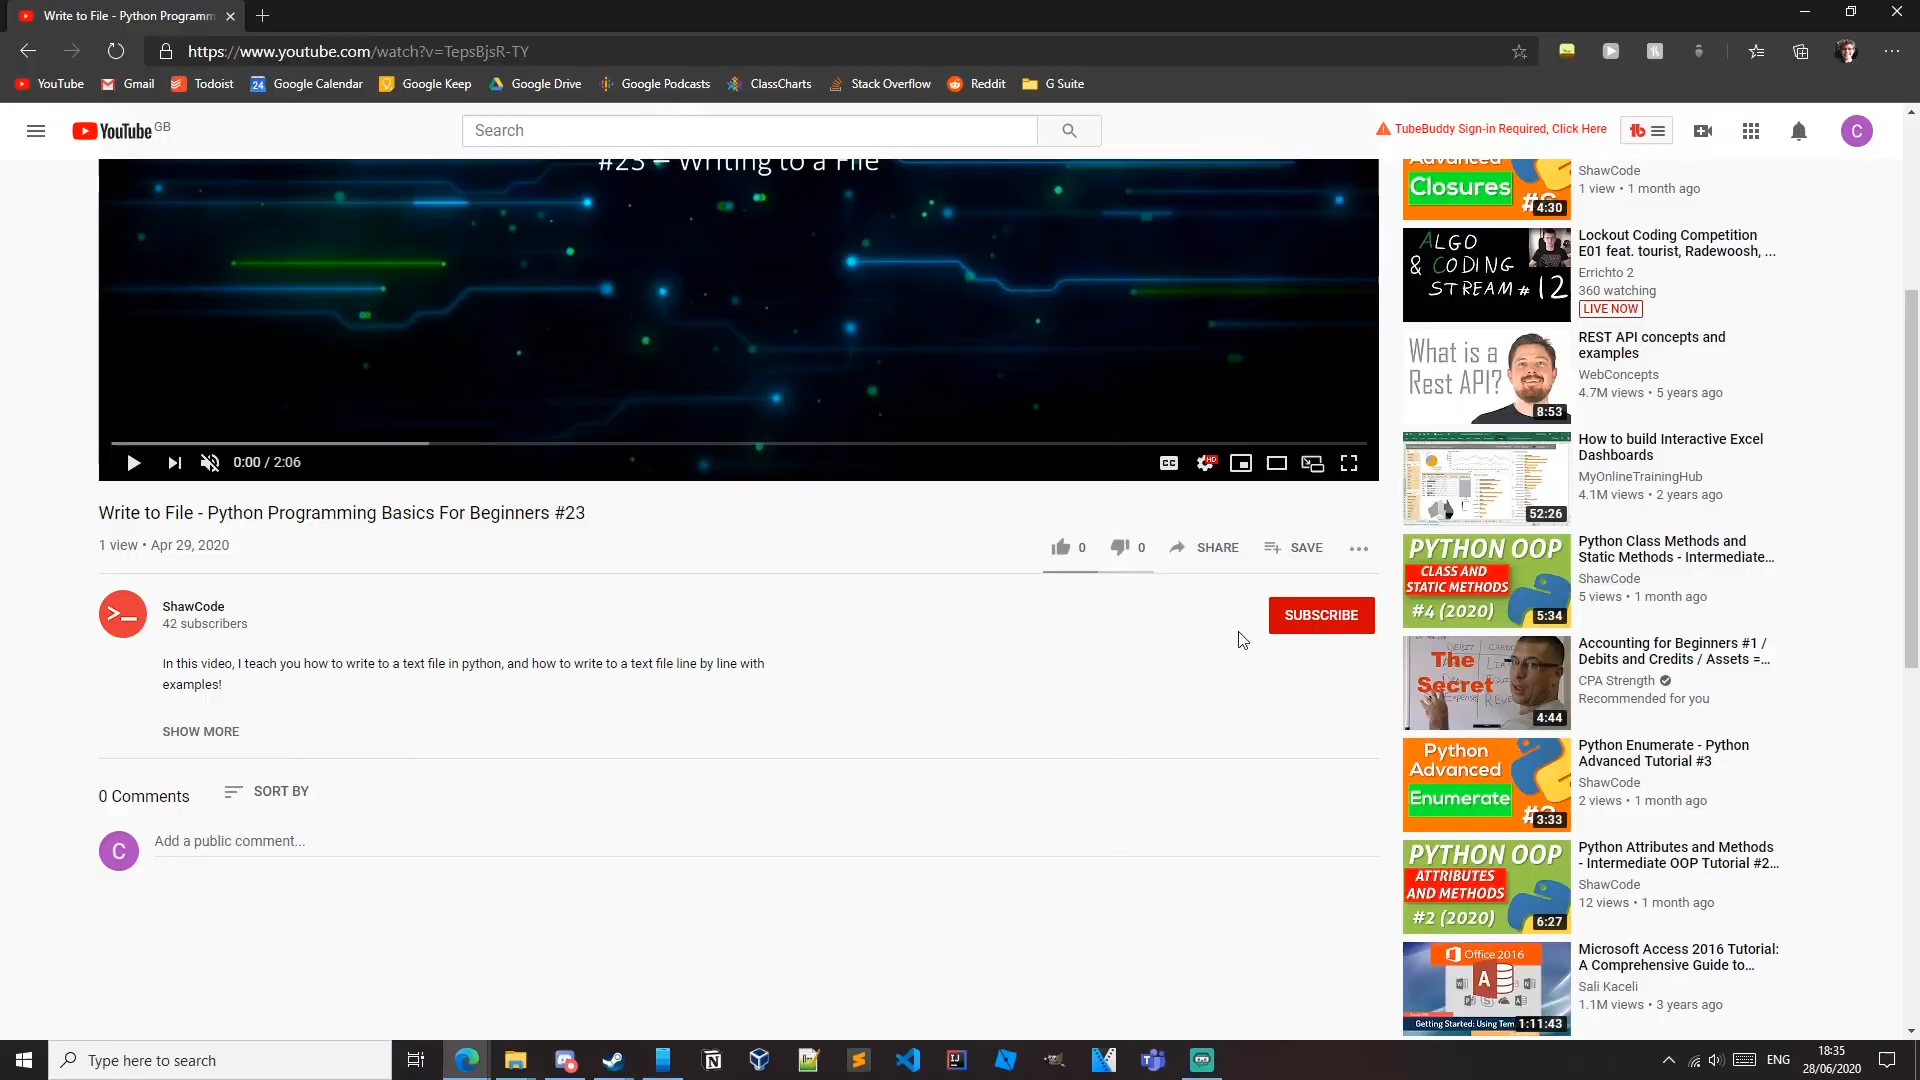 Write to File - Python Programm
https://www.youtube.com/watch?v=TepsBjsR-TY
YouTube
Gmail
Todoist
24
Google Calendar
Google Keep
Google Drive
Google Podcasts
ClassCharts
Stack Overflow
Reddit
G Suite
YouTube GB
Search
TubeBuddy Sign-in Required, Click Here
tb
C
#23 – Writing to a File
0:00 / 2:06
CC
HD
Write to File - Python Programming Basics For Beginners #23
1 view • Apr 29, 2020
0
0
SHARE
SAVE
>_
ShawCode
42 subscribers
SUBSCRIBE
In this video, I teach you how to write to a text file in python, and how to write to a text file line by line with
examples!
SHOW MORE
0 Comments
SORT BY
C
Add a public comment...
Advanced
Closures
4:30
ShawCode
1 view • 1 month ago
ALGO
& CODING
STREAM # 12
Lockout Coding Competition
E01 feat. tourist, Radewoosh, ...
Errichto 2
360 watching
LIVE NOW
What is a
Rest API?
8:53
REST API concepts and
examples
WebConcepts
4.7M views • 5 years ago
52:26
How to build Interactive Excel
Dashboards
MyOnlineTrainingHub
4.1M views • 2 years ago
PYTHON OOP
CLASS AND
STATIC METHODS
#4 (2020)
5:34
Python Class Methods and
Static Methods - Intermediate...
ShawCode
5 views • 1 month ago
The
Secret
4:44
Accounting for Beginners #1 /
Debits and Credits / Assets =...
CPA Strength
Recommended for you
Python
Advanced
Enumerate
3:33
Python Enumerate - Python
Advanced Tutorial #3
ShawCode
2 views • 1 month ago
PYTHON OOP
ATTRIBUTES
AND METHODS
#2 (2020)
6:27
Python Attributes and Methods
- Intermediate OOP Tutorial #2...
ShawCode
12 views • 1 month ago
Office 2016
A
Getting Started: Using Tem
1:11:43
Microsoft Access 2016 Tutorial:
A Comprehensive Guide to...
Sali Kaceli
1.1M views • 3 years ago
Type here to search
ENG
18:35
28/06/2020